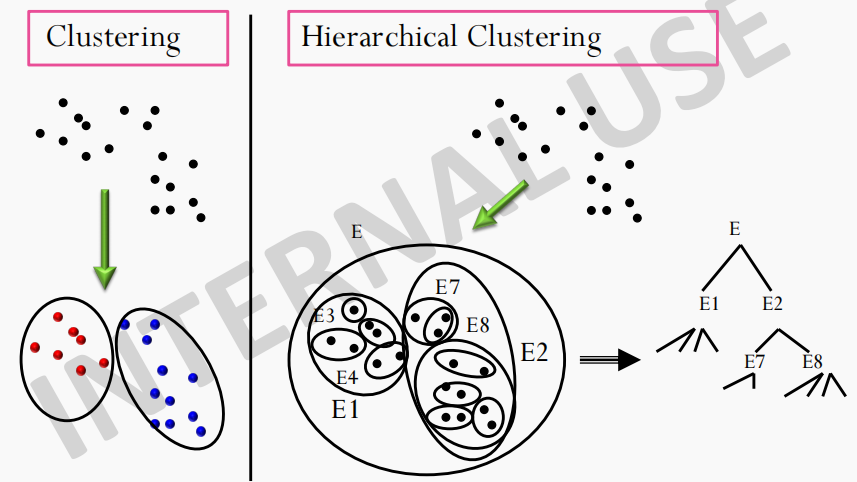 Clustering
Hierarchical Clustering
INTERNAL USE
E
E3
E4
E1
E7
E8
E2
E
E1 E2
E7 E8